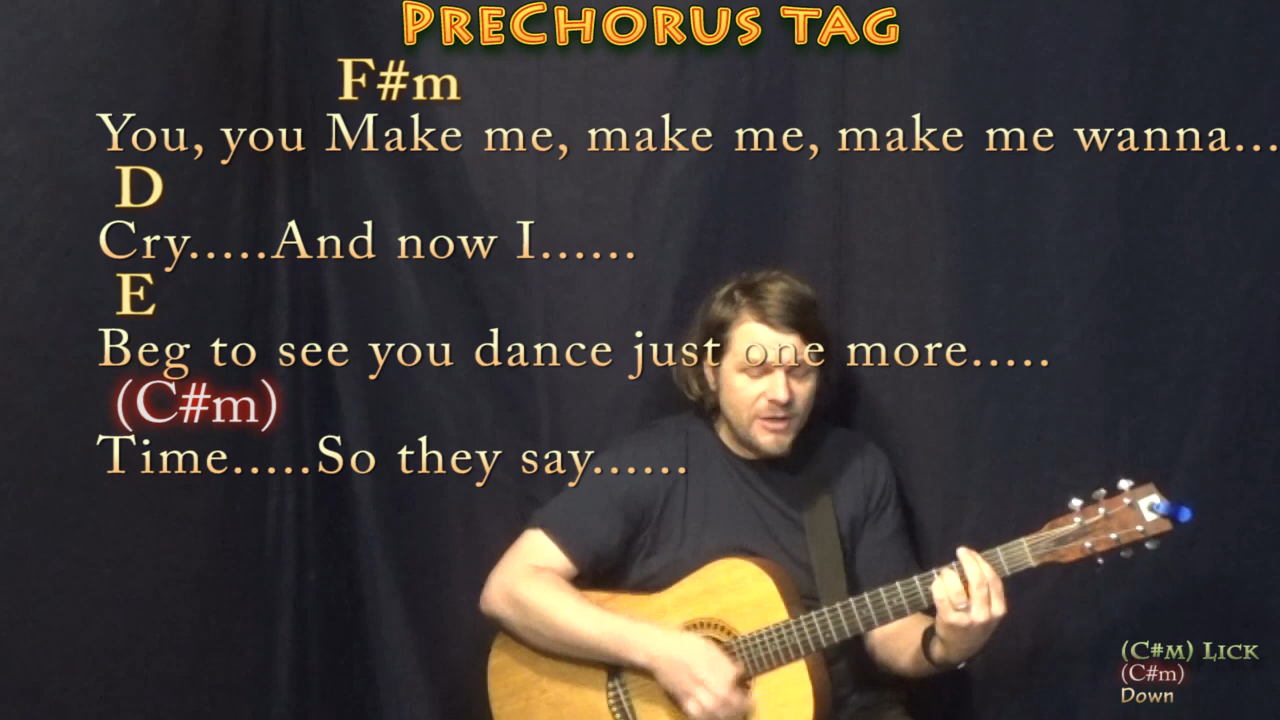 PreChorus tag
F#m
You, you Make me, make me, make me wanna...
D
Cry.....And now I......
E
Beg to see you dance just one more.....
(C#m)
Time.....So they say......
(C#m) Lick
(C#m)
Down